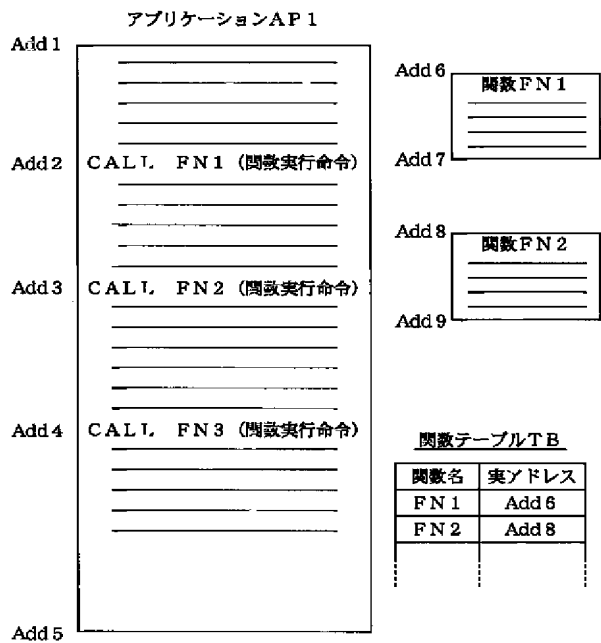 アプリケーションＡＰ１
Add 1
Add 2 ＣＡＬＬ ＦＮ１（関数実行命令）
Add 3 ＣＡＬＬ ＦＮ２（関数実行命令）
Add 4 ＣＡＬＬ ＦＮ３（関数実行命令）
Add 5
Add 6
関数ＦＮ１
Add 7
Add 8
関数ＦＮ２
Add 9
関数テーブルＴＢ
関数名 実アドレス
ＦＮ１ Add 6
ＦＮ２ Add 8